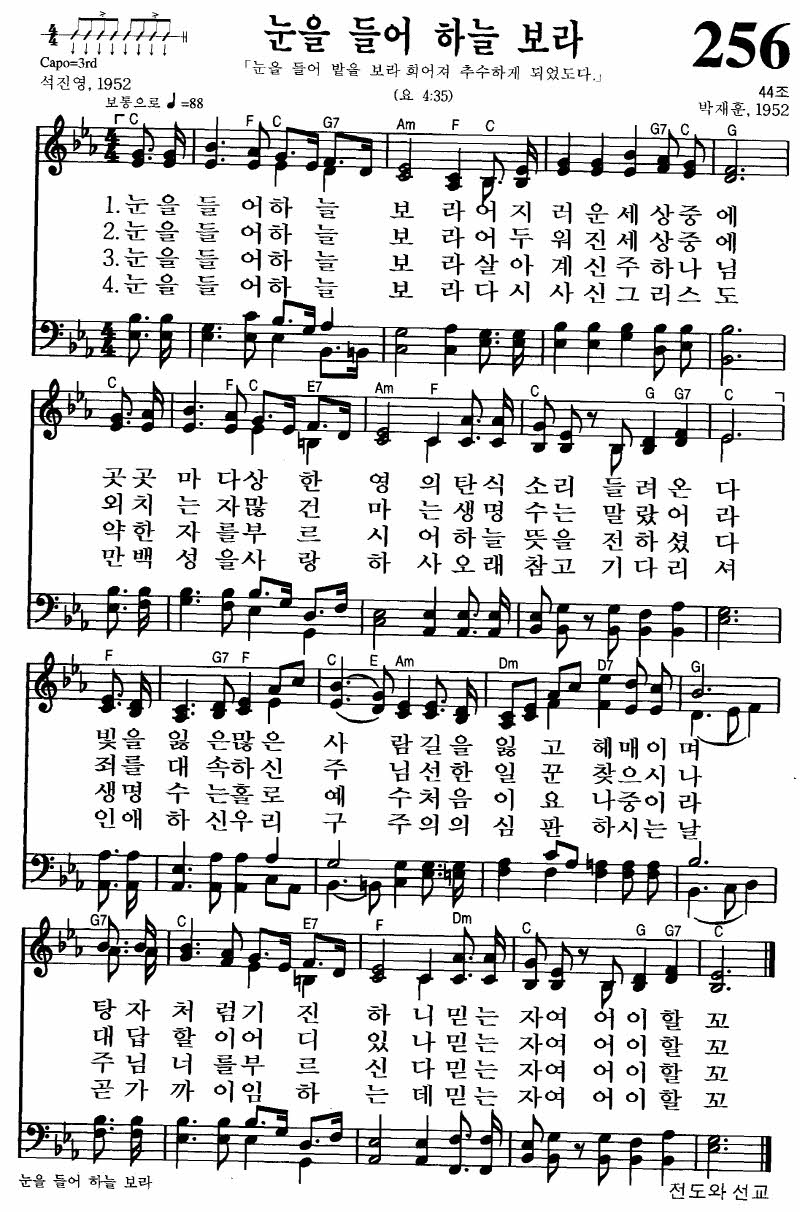 눈을 들어 하늘 보라
256
Capo=3rd
「눈을 들어 밭을 보라 희어져 추수하게 되었도다.」
석진영, 1952
(요 4:35)
44조
보통으로 ♩=88
박재훈, 1952
C F C G7 Am F C G7 C G
1. 눈을 들 어하 늘 보 라어 지 러운세 상중 에
2. 눈을 들 어하 늘 보 라어 두 워진세 상중 에
3. 눈을 들 어하 늘 보 라살 아 계신주 하나 님
4. 눈을 들 어하 늘 보 라다 시 사신그 리스 도
C F C E7 Am F C G G7 C
곳곳 마 다상 한 영 의탄식 소리 들 려온 다
외치 는 자많 건 마 는생명 수는 말 랐어 라
약한 자 를부 르 시 어하늘 뜻을 전 하셨 다
만백 성 을사 랑 하 사오래 참고 기 다리 셔
F G7 F C E Am Dm D7 G
빛을 잃 은많 은 사 람길을 잃 고 헤매이 며
죄를 대 속하 신 주 님선한 일 꾼 찾으시 나
생명 수 는홀 로 예 수처음 이 요 나중이 라
인애 하 신우 리 구 주의의 심 판 하시는 날
G7 C E7 F Dm C G G7 C
탕자 처 럼기 진 하 니믿는 자여 어 이할 꼬
대답 할 이어 디 있 나믿는 자여 어 이할 꼬
주님 너 를부 르 신 다믿는 자여 어 이할 꼬
곧가 까 이임 하 는 데믿는 자여 어 이할 꼬
눈을 들어 하늘 보라
전도와 선교